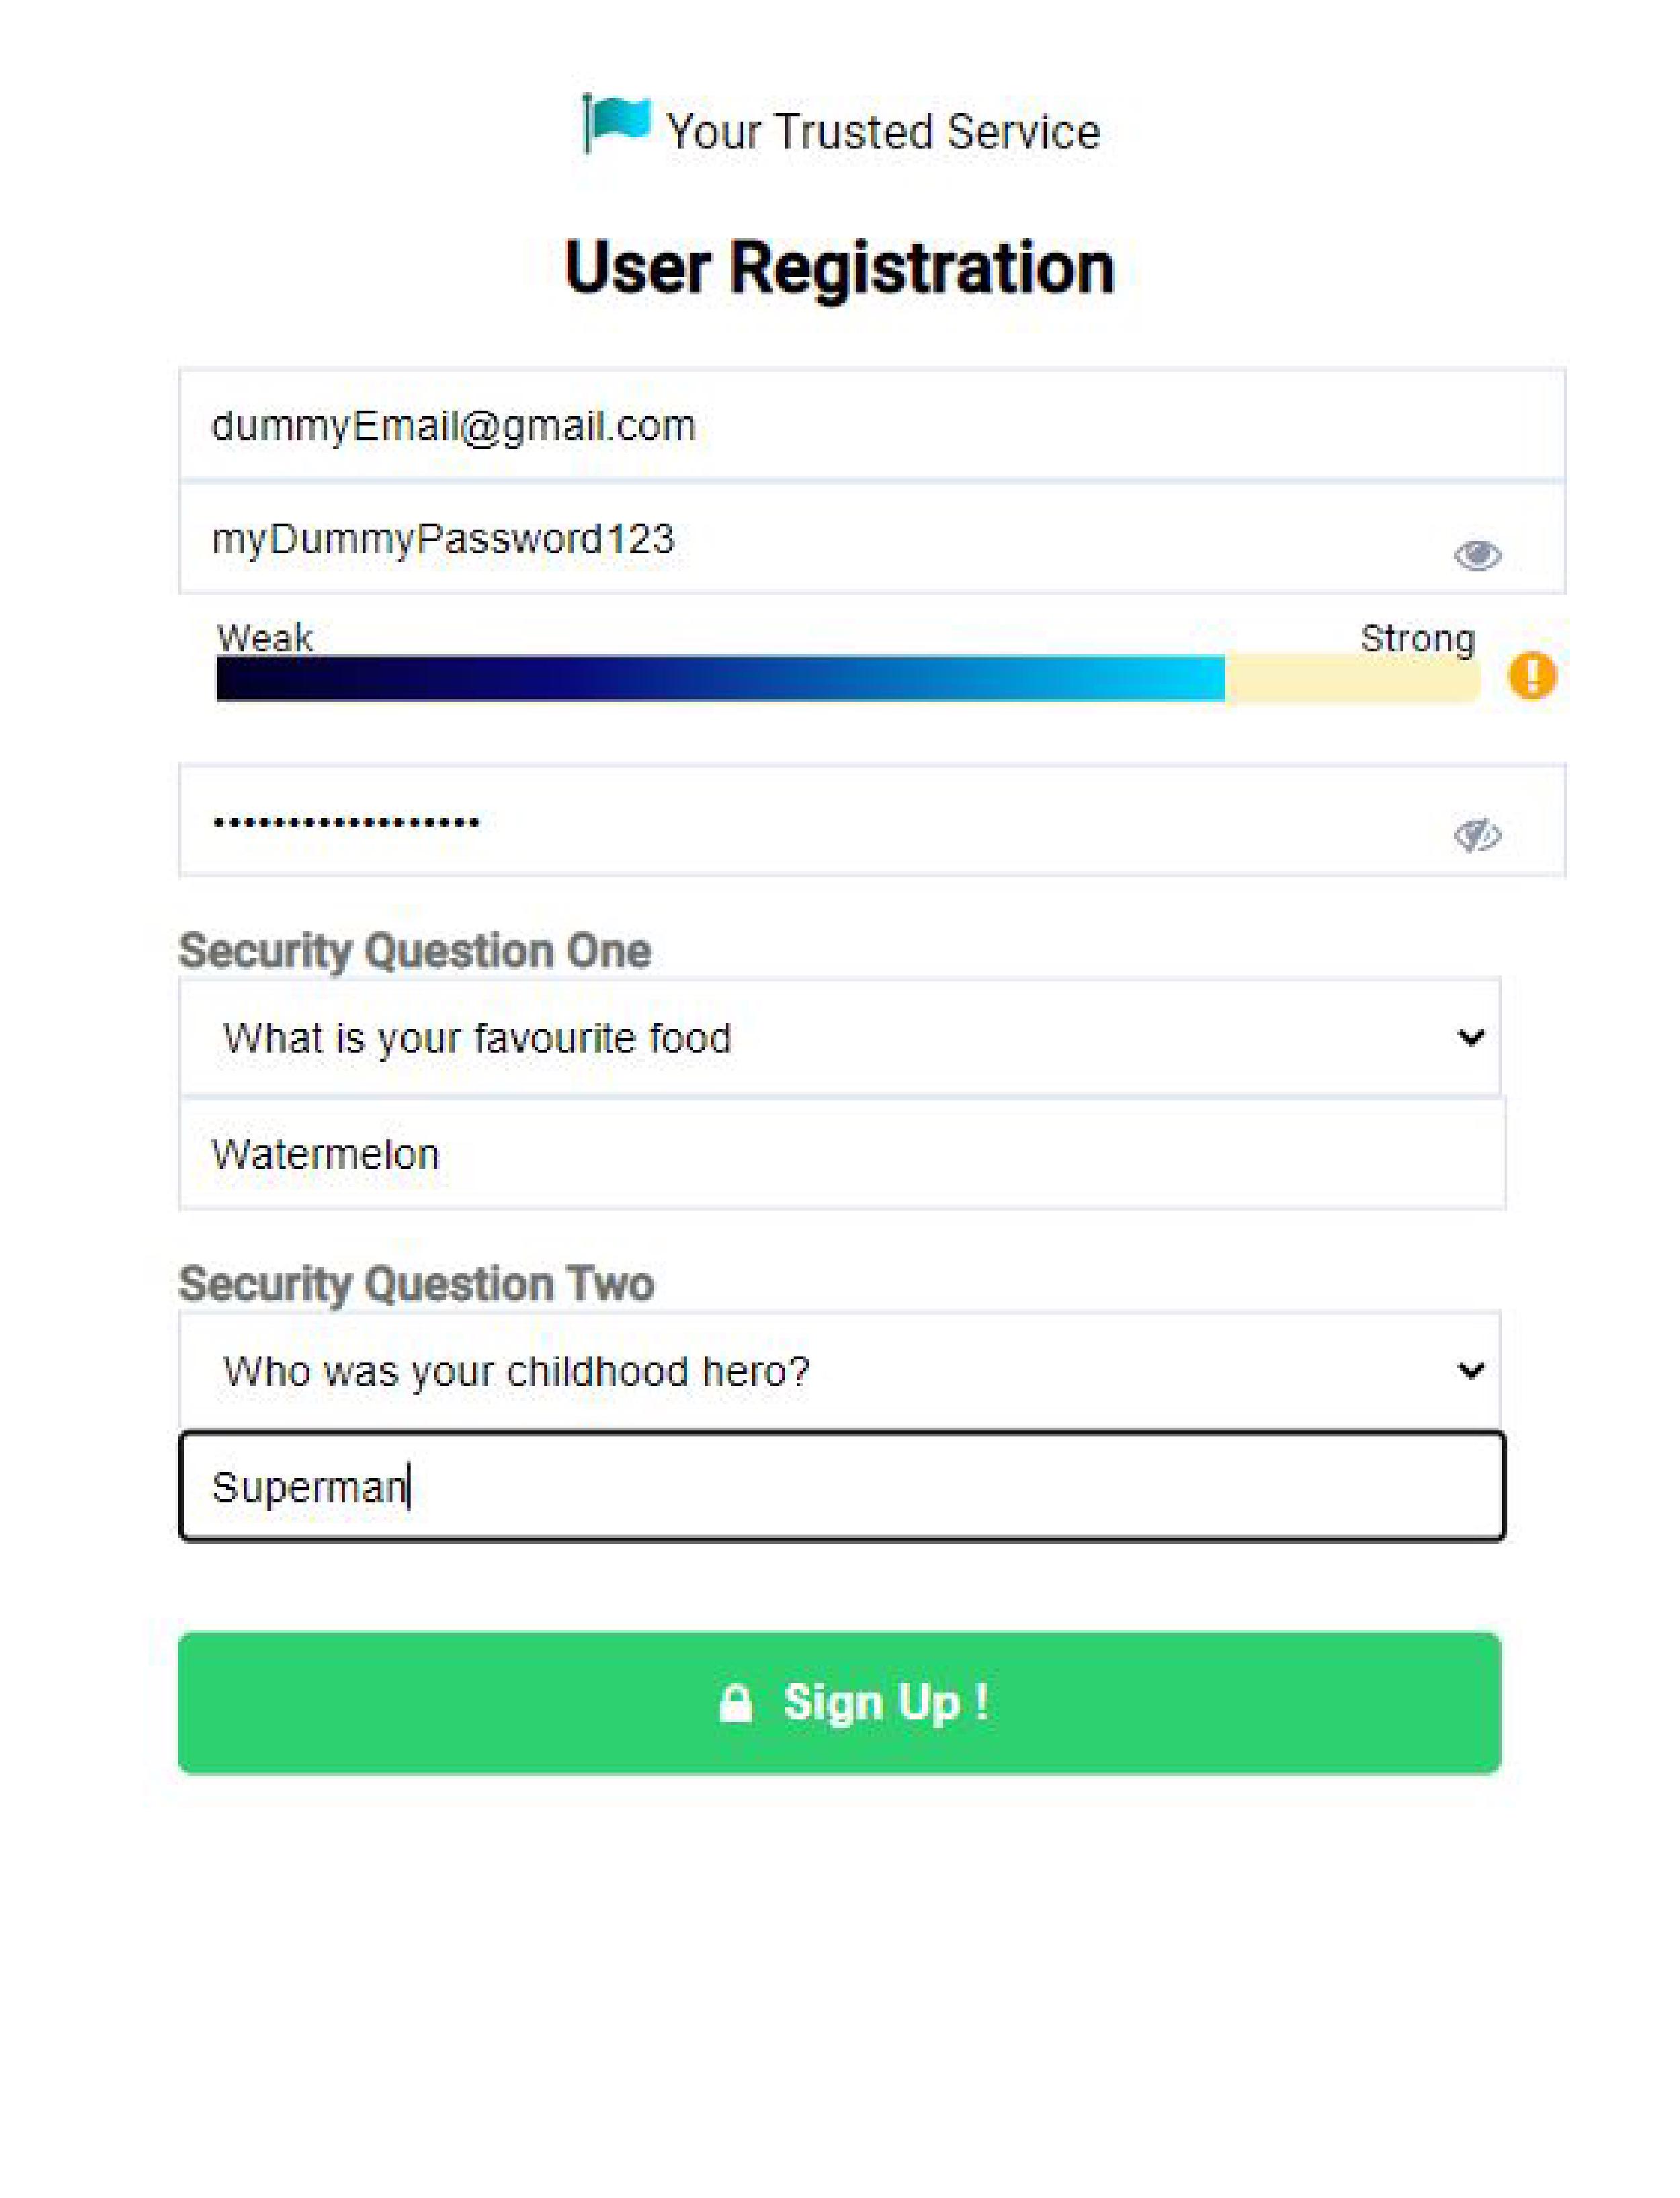 Your Trusted Service
User Registration
dummyEmail@gmail.com
myDummyPassword123
Weak Strong
••••••••••••••••••
Security Question One
What is your favourite food
Watermelon
Security Question Two
Who was your childhood hero?
Superman
Sign Up !